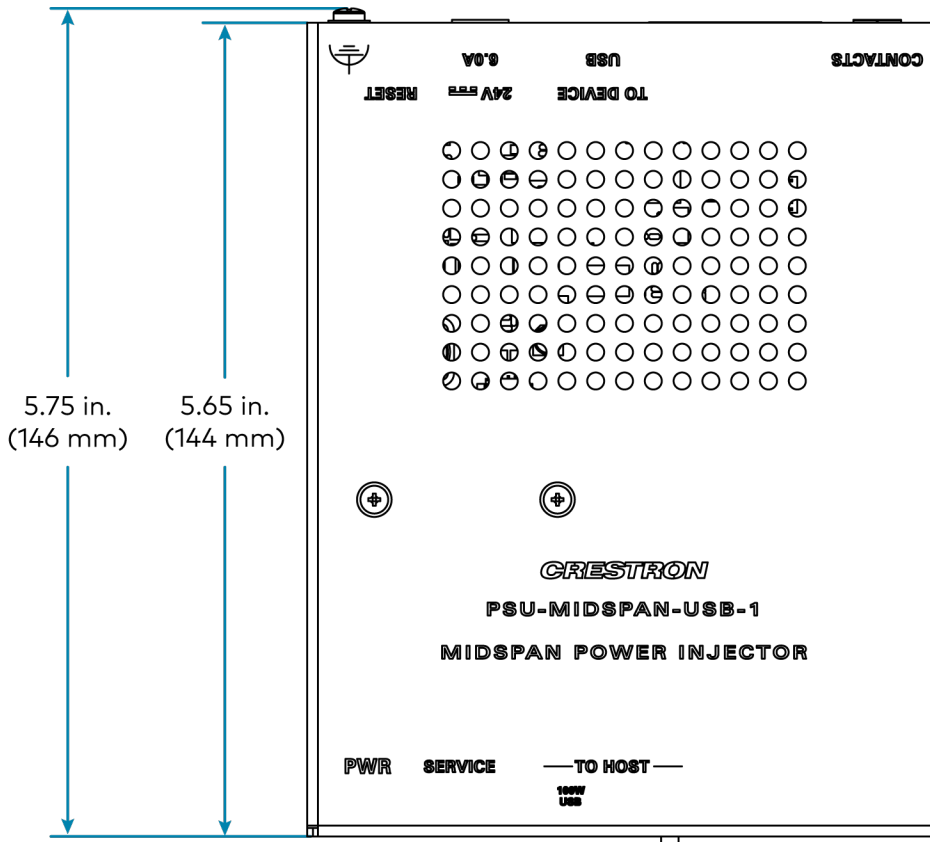 6.0A USB CONTACTS
RESET 24V TO DEVICE
5.75 in.
(146 mm)
5.65 in.
(144 mm)
CRESTRON
PSU-MIDSPAN-USB-1
MIDSPAN POWER INJECTOR
PWR SERVICE TO HOST
100W
USB